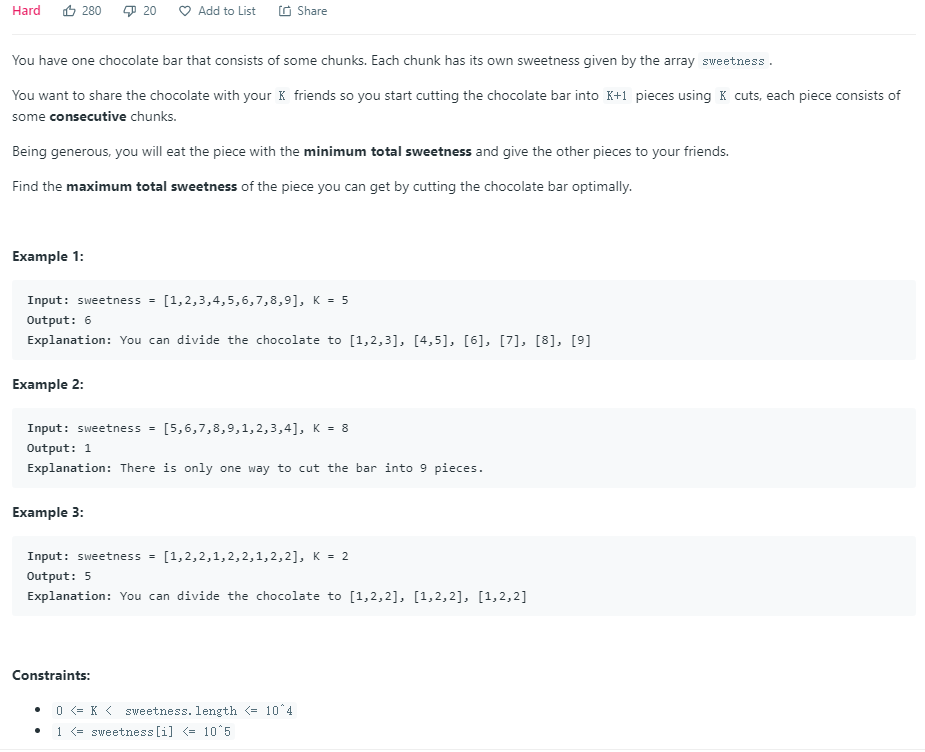 Hard 280 20 Add to List Share
You have one chocolate bar that consists of some chunks. Each chunk has its own sweetness given by the array sweetness.
You want to share the chocolate with your K friends so you start cutting the chocolate bar into K+1 pieces using K cuts, each piece consists of
some consecutive chunks.
Being generous, you will eat the piece with the minimum total sweetness and give the other pieces to your friends.
Find the maximum total sweetness of the piece you can get by cutting the chocolate bar optimally.
Example 1:
Input: sweetness = [1,2,3,4,5,6,7,8,9], K = 5
Output: 6
Explanation: You can divide the chocolate to [1,2,3], [4,5], [6], [7], [8], [9]
Example 2:
Input: sweetness = [5,6,7,8,9,1,2,3,4], K = 8
Output: 1
Explanation: There is only one way to cut the bar into 9 pieces.
Example 3:
Input: sweetness = [1,2,2,1,2,2,1,2,2], K = 2
Output: 5
Explanation: You can divide the chocolate to [1,2,2], [1,2,2], [1,2,2]
Constraints:
• 0 <= K < sweetness.length <= 10^4
• 1 <= sweetness[i] <= 10^5